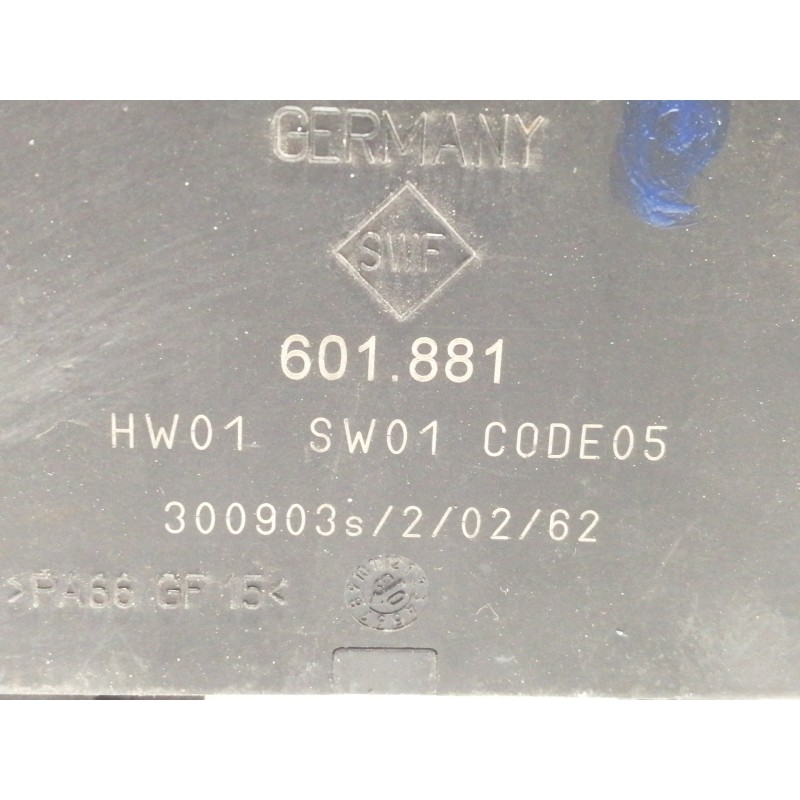 GERMANY
SWF
601.881
HW01 SW01 CODE05
300903s/2/02/62
>PA66 GF 15<